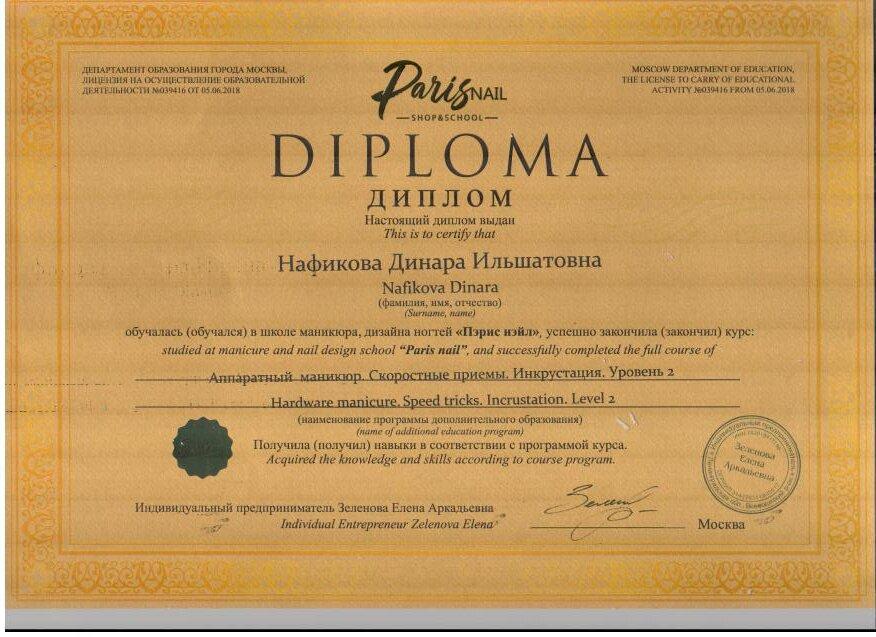 ДЕПАРТАМЕНТ ОБРАЗОВАНИЯ ГОРОДА МОСКВЫ,
ЛИЦЕНЗИЯ НА ОСУЩЕСТВЛЕНИЕ ОБРАЗОВАТЕЛЬНОЙ
ДЕЯТЕЛЬНОСТИ №039416 ОТ 05.06.2018
Paris NAIL
SHOP&SCHOOL
MOSCOW DEPARTMENT OF EDUCATION,
THE LICENSE TO CARRY OF EDUCATIONAL
ACTIVITY №039416 FROM 05.06.2018
DIPLOMA
ДИПЛОМ
Настоящий диплом выдан
This is to certify that
Нафикова Динара Ильшатовна
Nafikova Dinara
(фамилия, имя, отчество)
(Surname, name)
обучалась (обучался) в школе маникюра, дизайна ногтей «Пэрис нэйл», успешно закончила (закончил) курс:
studied at manicure and nail design school “Paris nail”, and successfully completed the full course of
Аппаратный маникюр. Скоростные приемы. Инкрустация. Уровень 2
Hardware manicure. Speed tricks. Incrustation. Level 2
(наименование программы дополнительного образования)
(name of additional education program)
Получила (получил) навыки в соответствии с программой курса.
Acquired the knowledge and skills according to course program.
Зеленова
Елена
Аркадьевна
Индивидуальный предприниматель Зеленова Елена Аркадьевна
Individual Entrepreneur Zelenova Elena
Москва